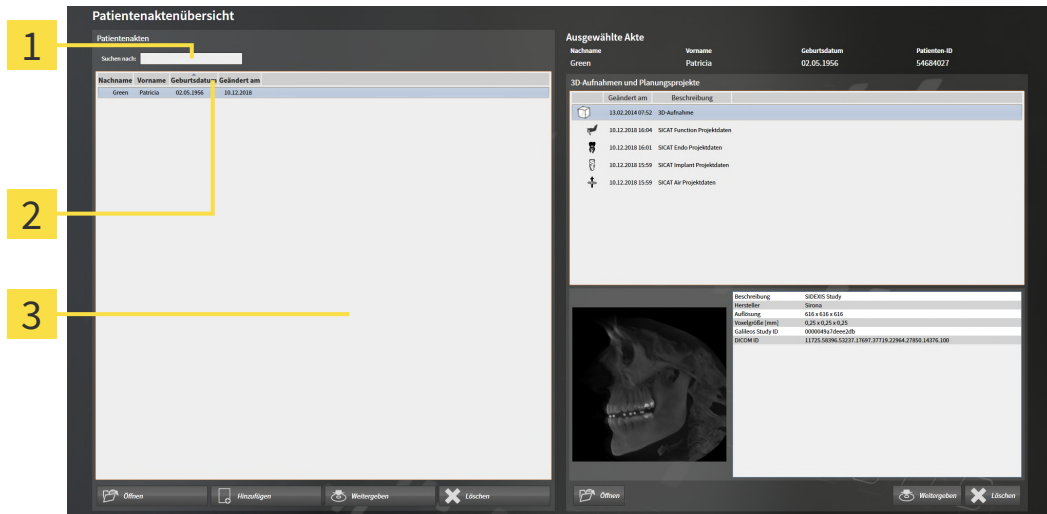 Patientenaktenübersicht
1
Patientenakten
Suchen nach:
Nachname Vorname Geburtsdatum Geändert am
Green Patricia 02.05.1956 10.12.2018
2
3
Öffnen Hinzufügen Weitergeben Löschen
Ausgewählte Akte
Nachname Vorname Geburtsdatum Patienten-ID
Green Patricia 02.05.1956 54684027
3D-Aufnahmen und Planungsprojekte
Geändert am Beschreibung
13.02.2014 07:52 3D-Aufnahme
10.12.2018 16:04 SICAT Function Projektdaten
10.12.2018 16:01 SICAT Endo Projektdaten
10.12.2018 15:59 SICAT Implant Projektdaten
10.12.2018 15:59 SICAT Air Projektdaten
Beschreibung SIDEXIS Study
Hersteller Sirona
Auflösung 616 x 616 x 616
Voxelgröße [mm] 0,25 x 0,25 x 0,25
Galileos Study ID 0000049a7deee2db
DICOM ID 11725.58396.53237.17697.37719.22964.27850.14376.100
Öffnen Weitergeben Löschen